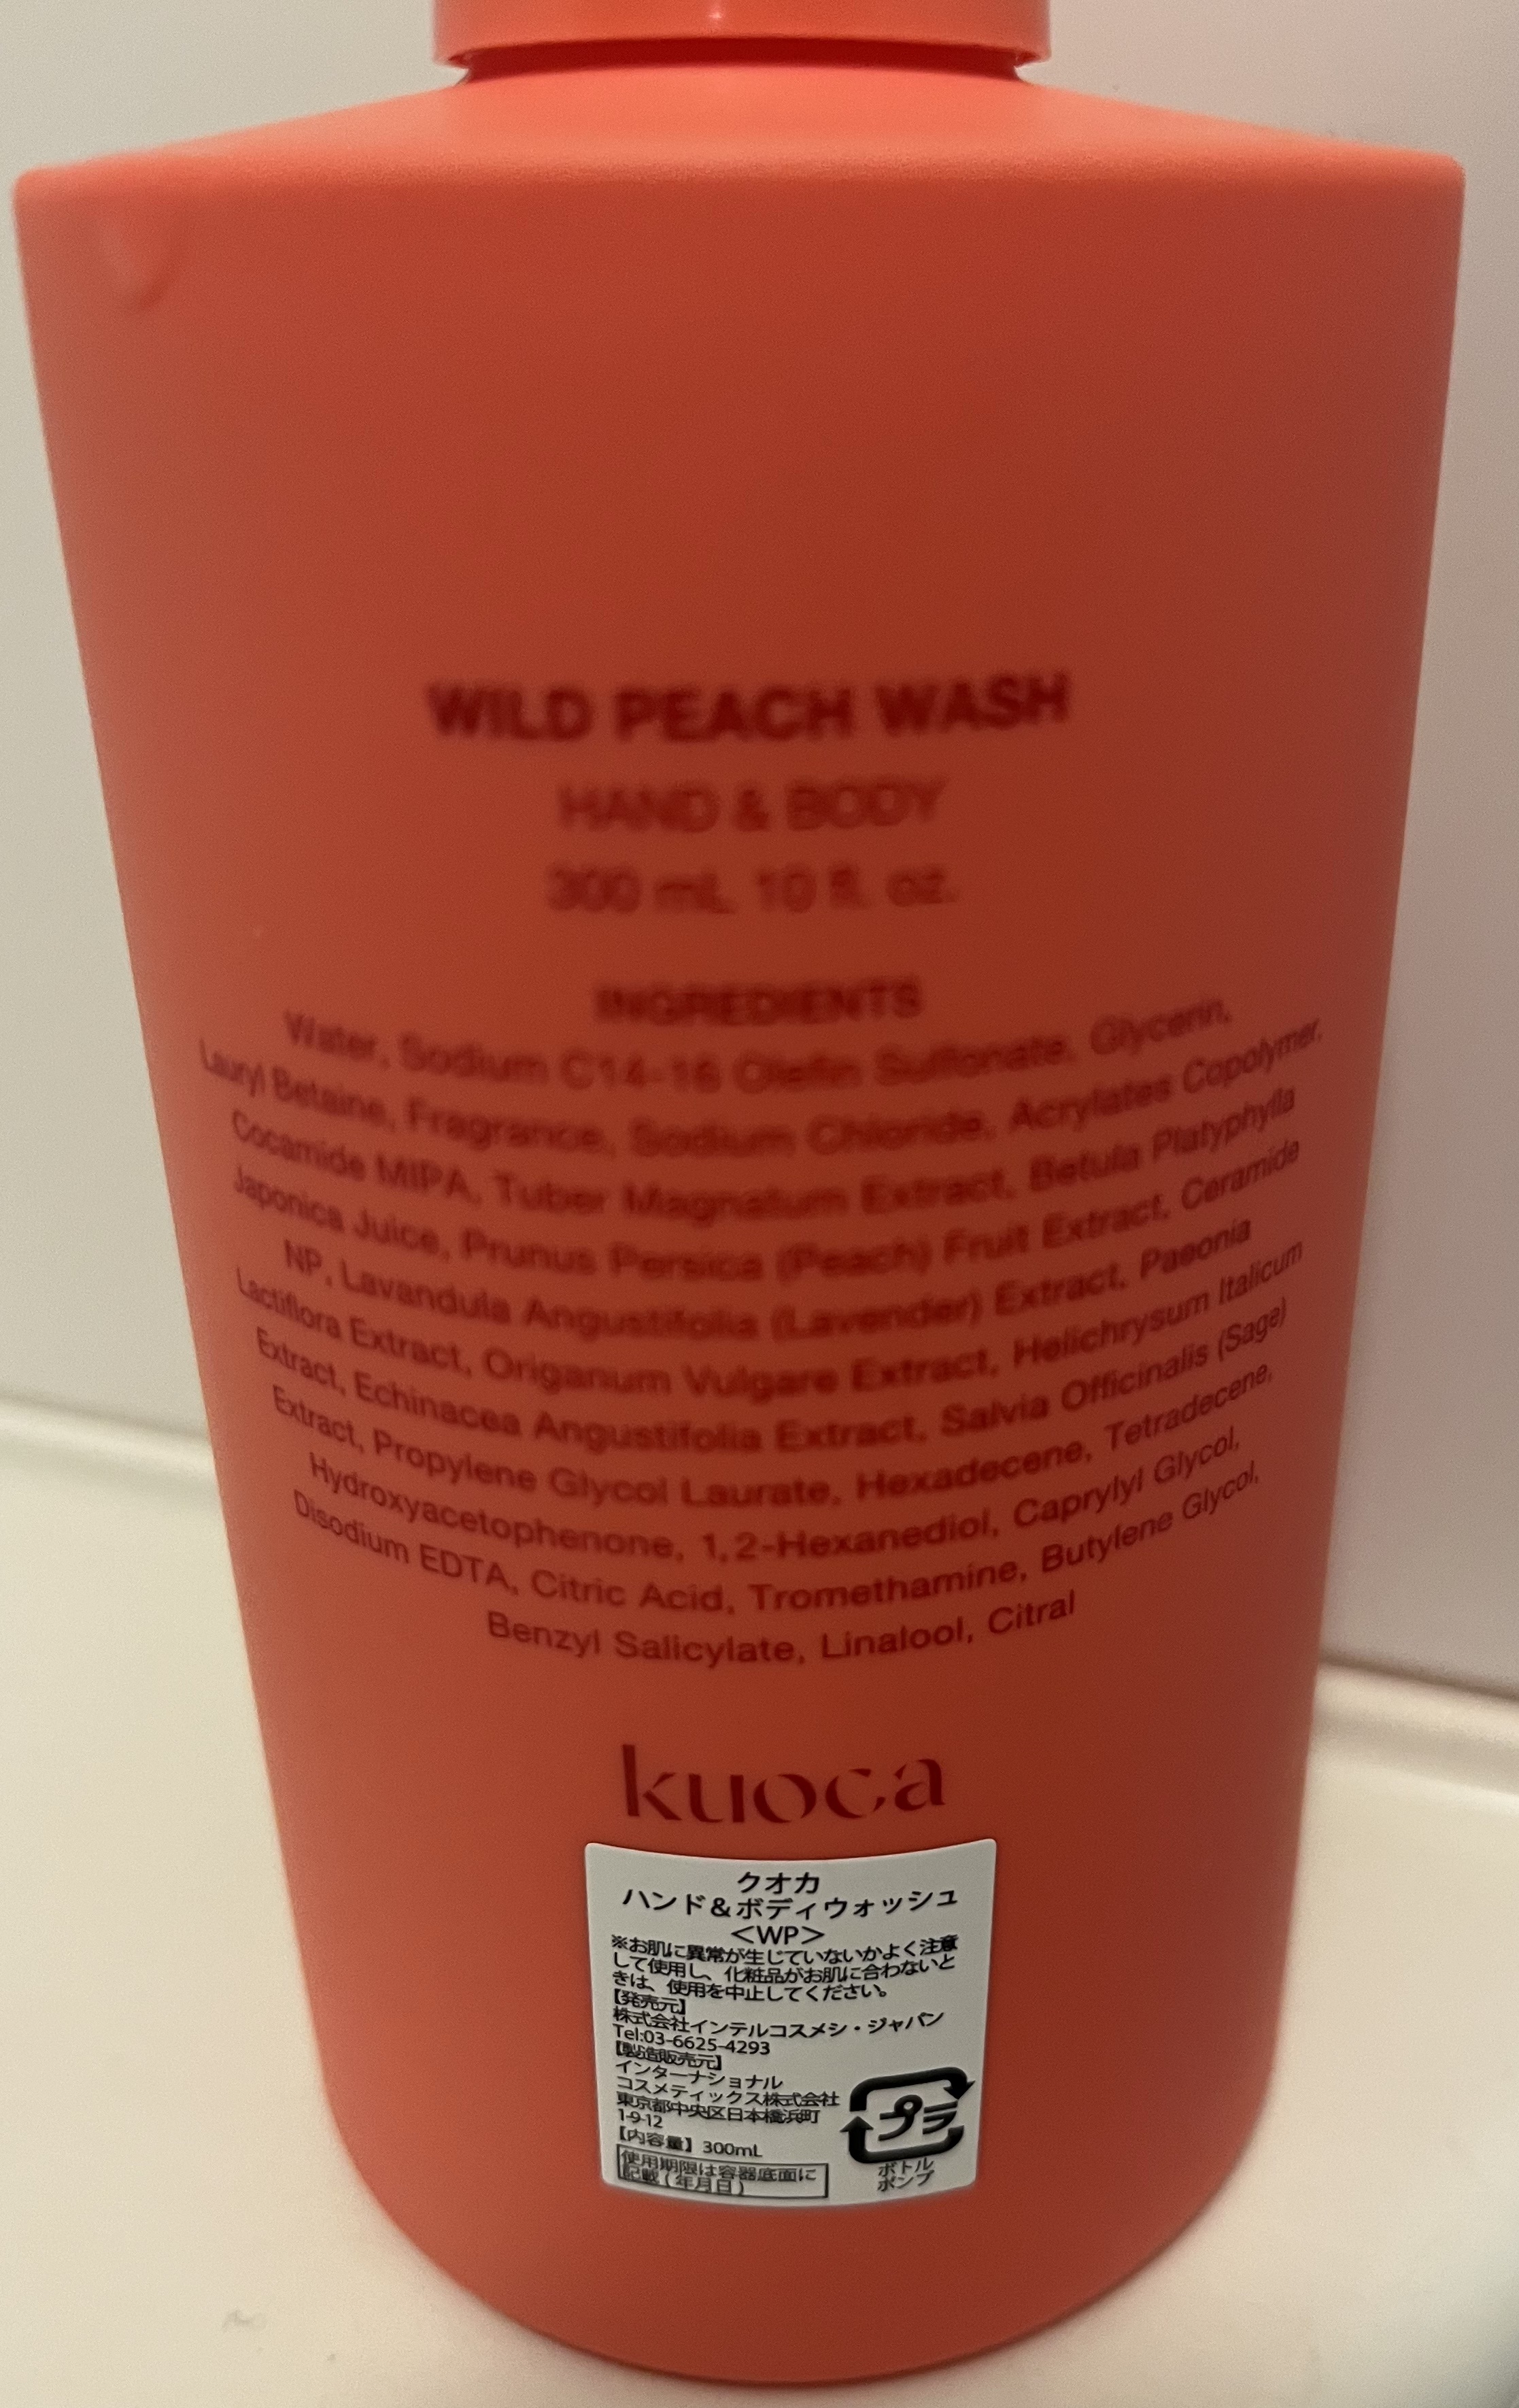 WILD PEACH WASH
HAND & BODY
300 mL 10 fl. oz.
INGREDIENTS
Water, Sodium C14-16 Olefin Sulfonate, Glycerin,
Lauryl Betaine, Fragrance, Sodium Chloride, Acrylates Copolymer,
Cocamide MIPA, Tuber Magnatum Extract, Betula Platyphylla
Japonica Juice, Prunus Persica (Peach) Fruit Extract, Ceramide
NP, Lavandula Angustifolia (Lavender) Extract, Paeonia
Lactiflora Extract, Origanum Vulgare Extract, Helichrysum Italicum
Extract, Echinacea Angustifolia Extract, Salvia Officinalis (Sage)
Extract, Propylene Glycol Laurate, Hexadecene, Tetradecene,
Hydroxyacetophenone, 1,2-Hexanediol, Caprylyl Glycol,
Disodium EDTA, Citric Acid, Tromethamine, Butylene Glycol,
Benzyl Salicylate, Linalool, Citral
kuoca
クオカ
ハンド＆ボディウォッシュ
＜WP＞
※お肌に異常が生じていないかよく注意
して使用し、化粧品がお肌に合わないと
きは、使用を中止してください。
【発売元】
株式会社インテルコスメシ・ジャパン
Tel:03-6625-4293
【製造販売元】
インターナショナル
コスメティックス株式会社
東京都中央区日本橋浜町
1-9-12
【内容量】300mL
使用期限は容器底面に
記載(年月日)
プラ
ボトル
ポンプ